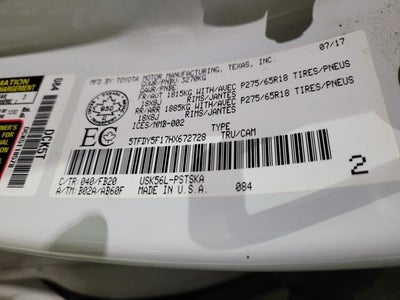 MFD BY TOYOTA MOTOR MANUFACTURING, TEXAS, INC. 07/17
GVWR/PNBV: 3270KG
GAWR/PNBE
FR:AUT 1815KG WITH/AVEC P275/65R18 TIRES/PNEUS
18X8J RIMS/JANTES
RR:ARR 1885KG WITH/AVEC P275/65R18 TIRES/PNEUS
18X8J RIMS/JANTES
ICES/NMB-002
TYPE
EC 5TFDY5F17HX672728 TRU/CAM
C/TR: 040/FB20 USK56L-PSTSKA
A/TM: B02A/AB60F MADE IN U.S.A. 084
2
084
DCK5T